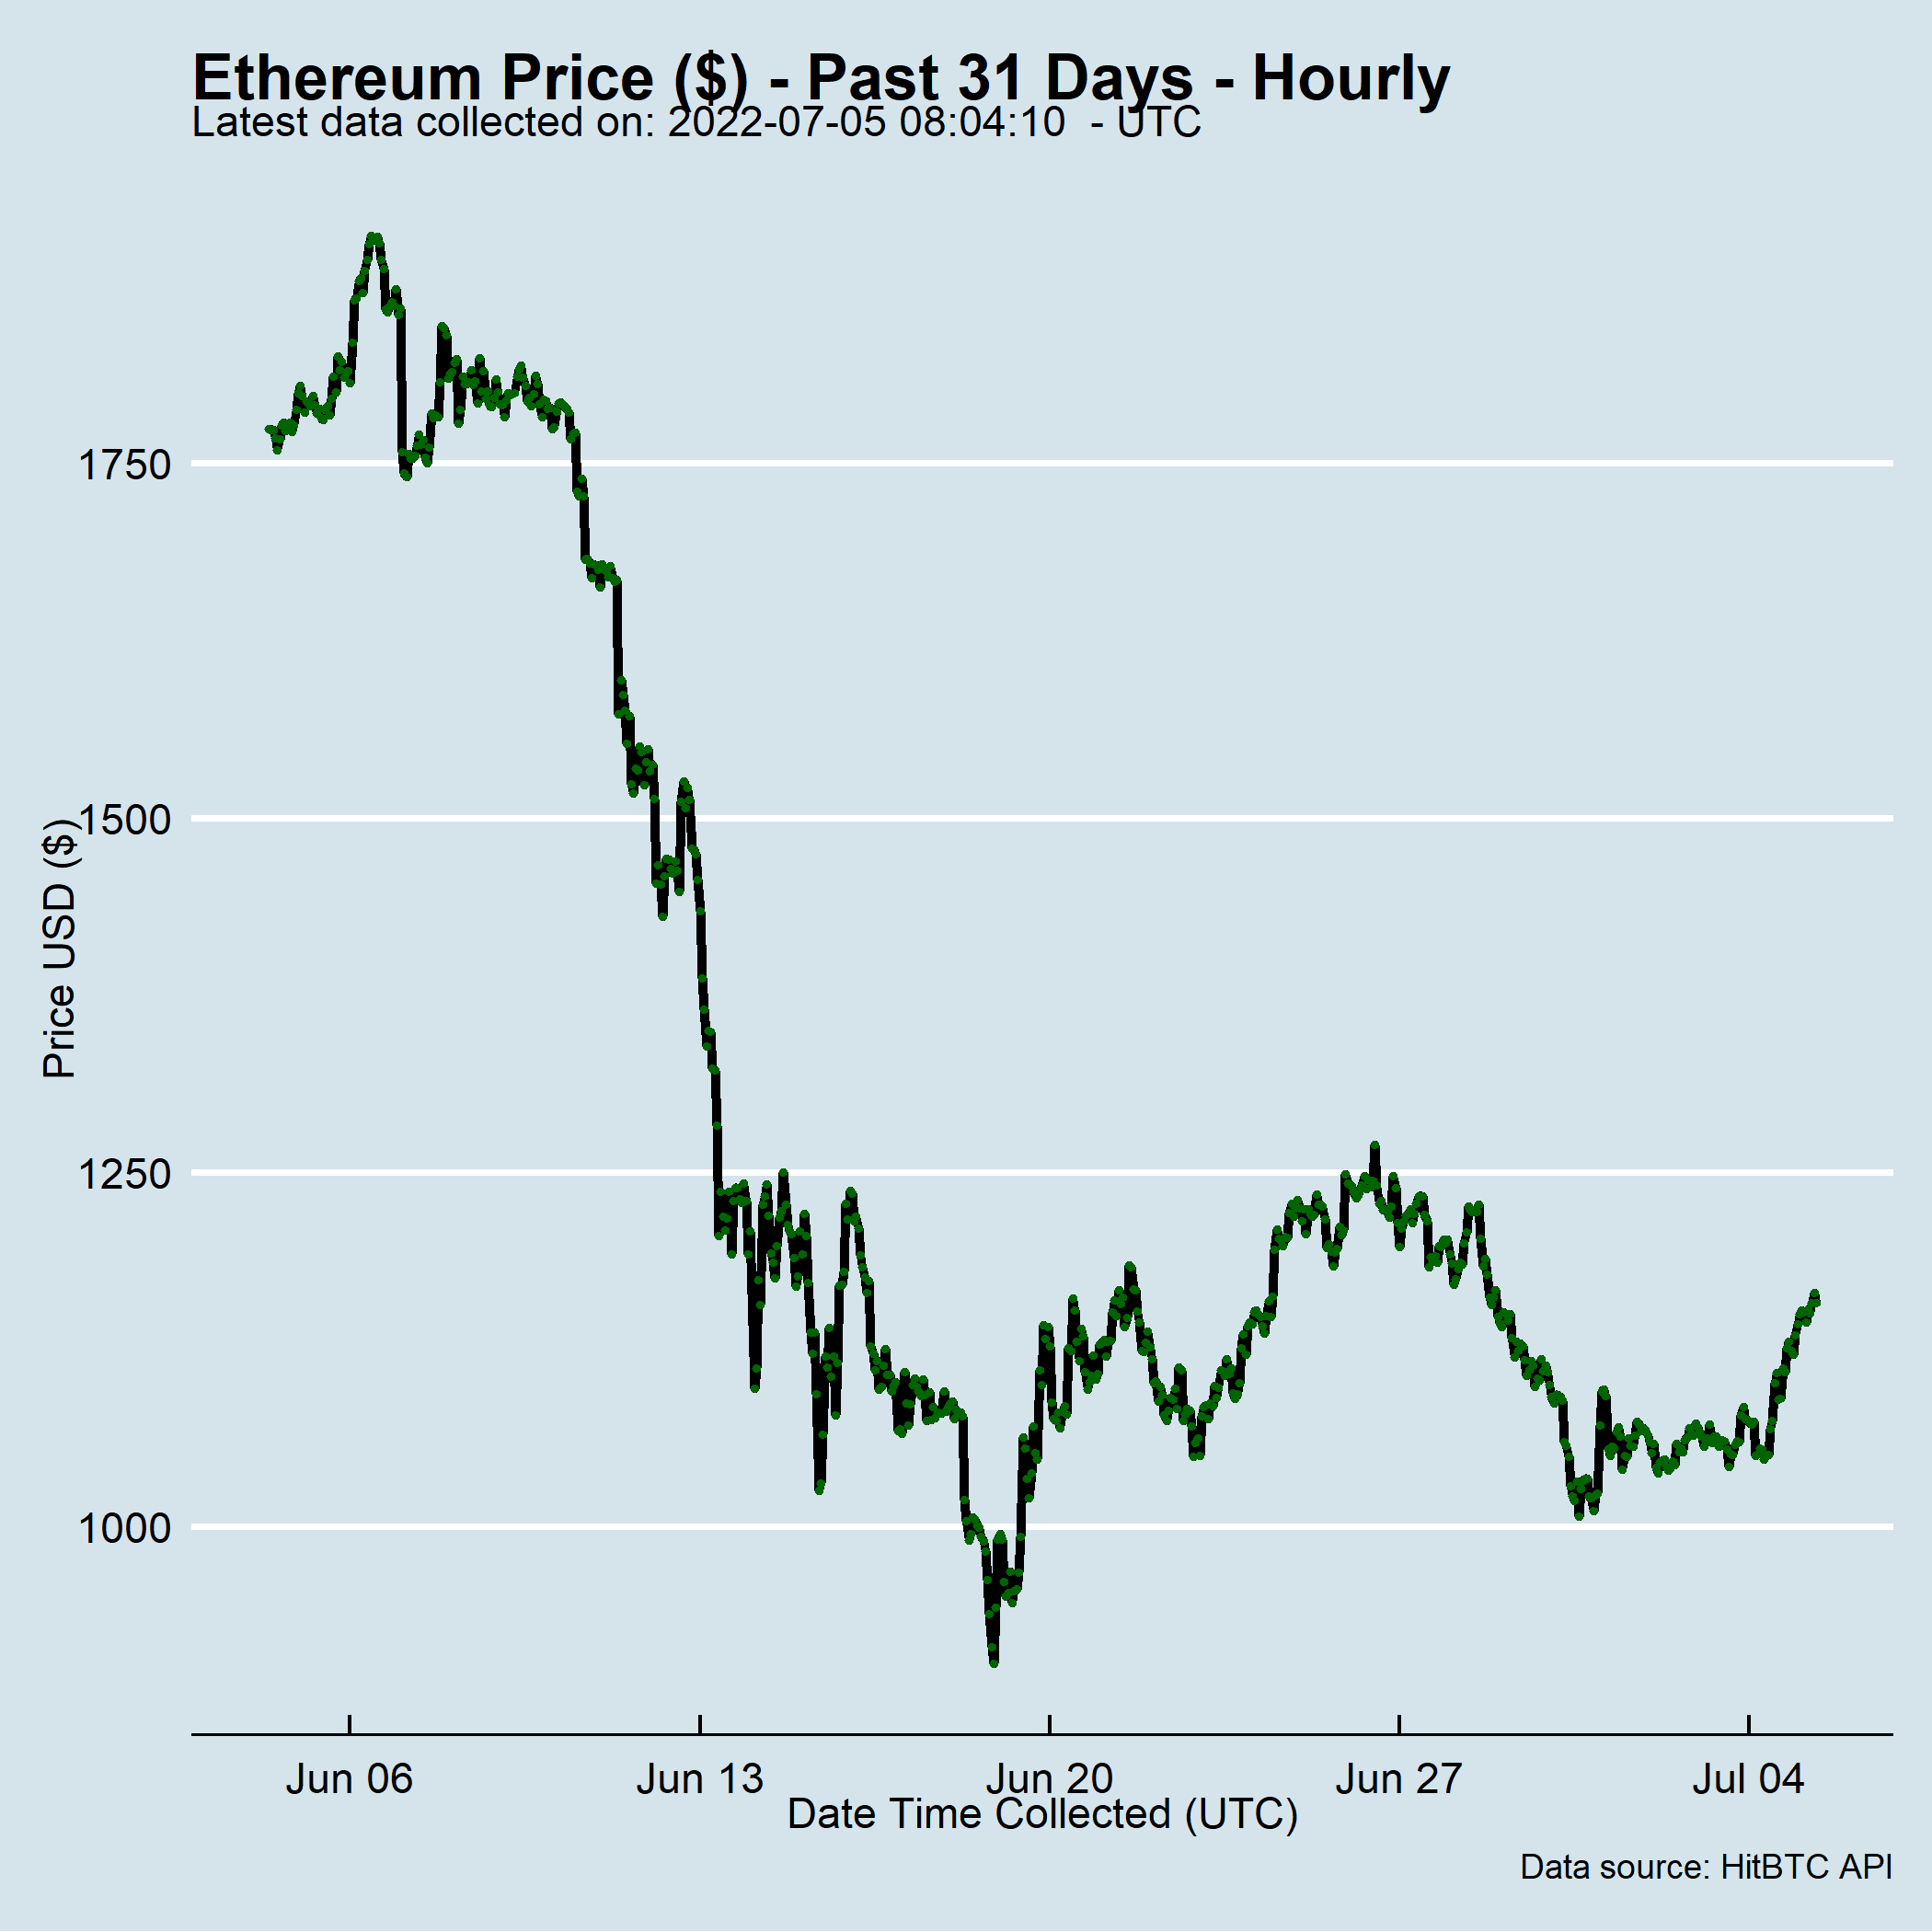 Ethereum Price ($) - Past 31 Days - Hourly
Latest data collected on: 2022-07-05 08:04:10  - UTC
1750
1500
1250
1000
Price USD ($)
Jun 06
Jun 13
Jun 20
Jun 27
Jul 04
Date Time Collected (UTC)
Data source: HitBTC API